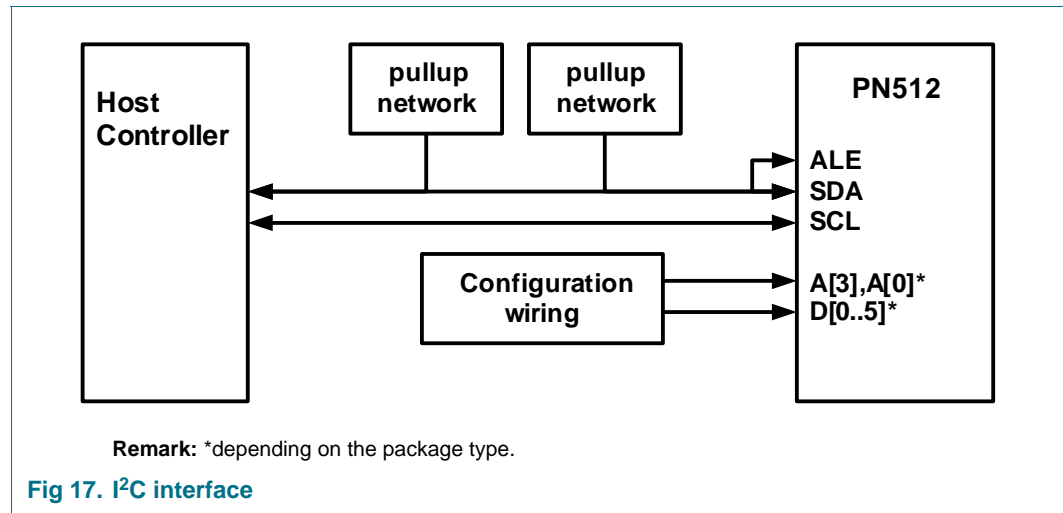 Host
Controller
pullup
network
pullup
network
PN512
ALE
SDA
SCL
Configuration
wiring
A[3],A[0]*
D[0..5]*
Remark: *depending on the package type.
Fig 17. I²C interface